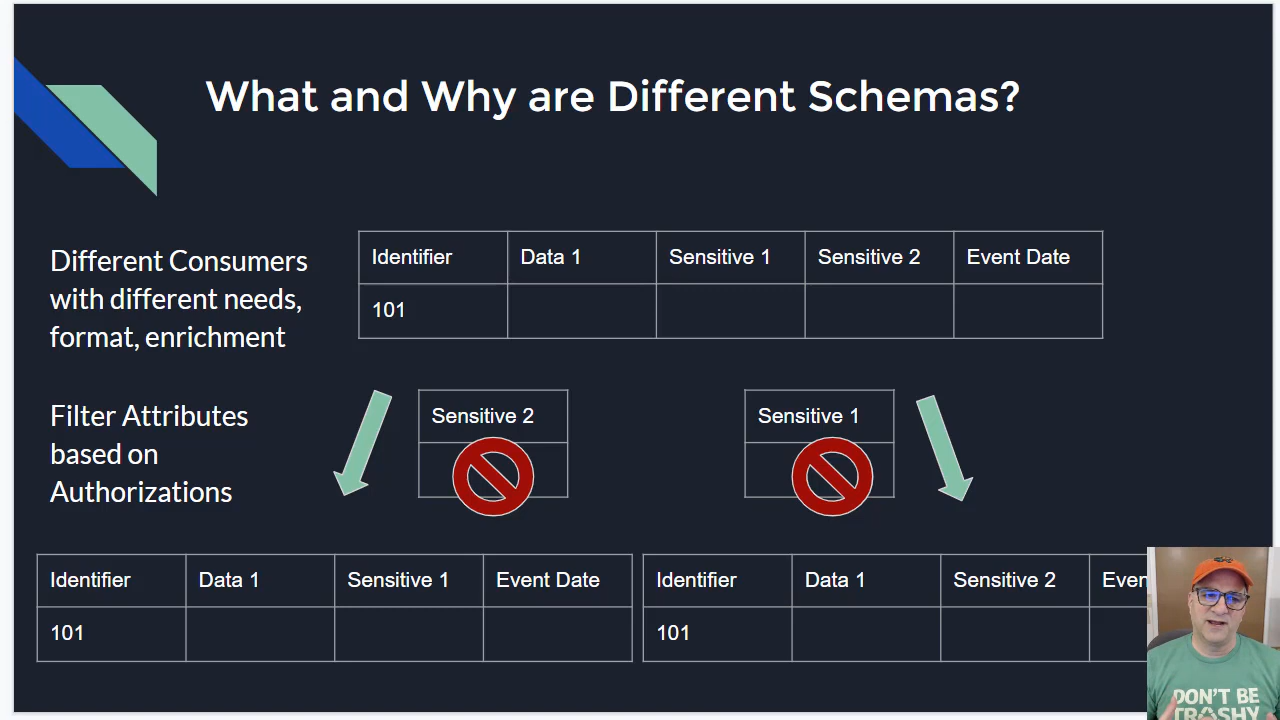 What and Why are Different Schemas?
Different Consumers
with different needs,
format, enrichment
Identifier Data 1 Sensitive 1 Sensitive 2 Event Date
101
Filter Attributes
based on
Authorizations
Sensitive 2
Sensitive 1
Identifier Data 1 Sensitive 1 Event Date
101
Identifier Data 1 Sensitive 2 Even
101
DON'T BE
TRASHY